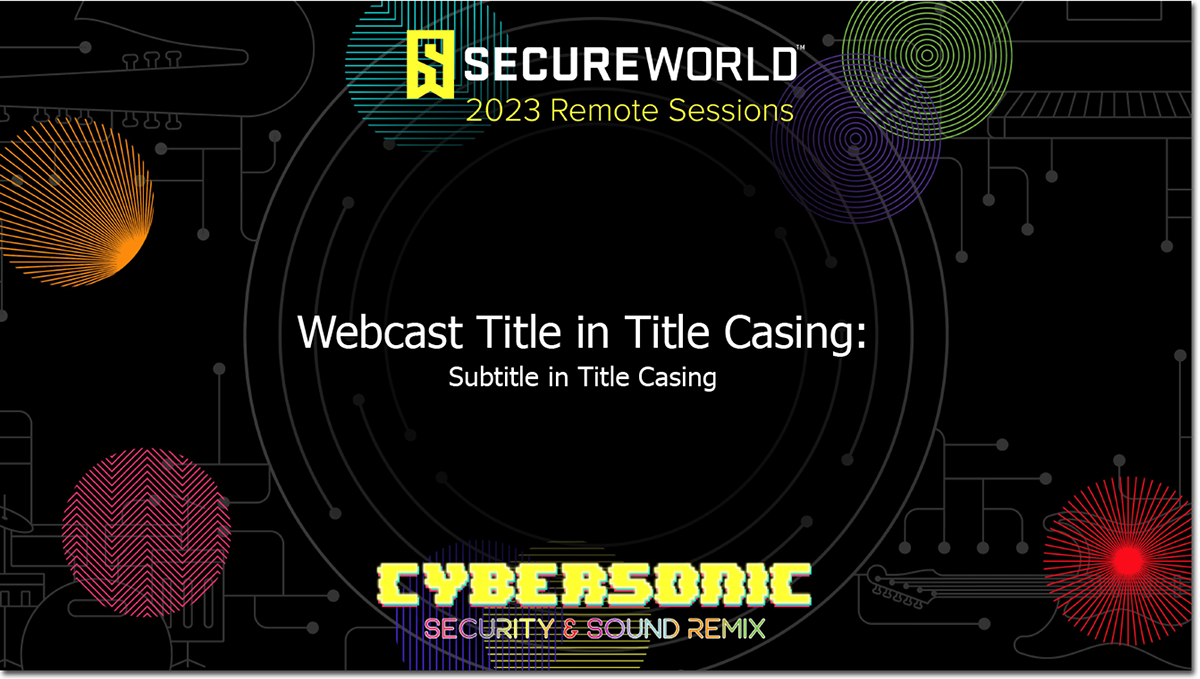 SECUREWORLD™
2023 Remote Sessions
Webcast Title in Title Casing:
Subtitle in Title Casing
CYBERSONIC
SECURITY & SOUND REMIX